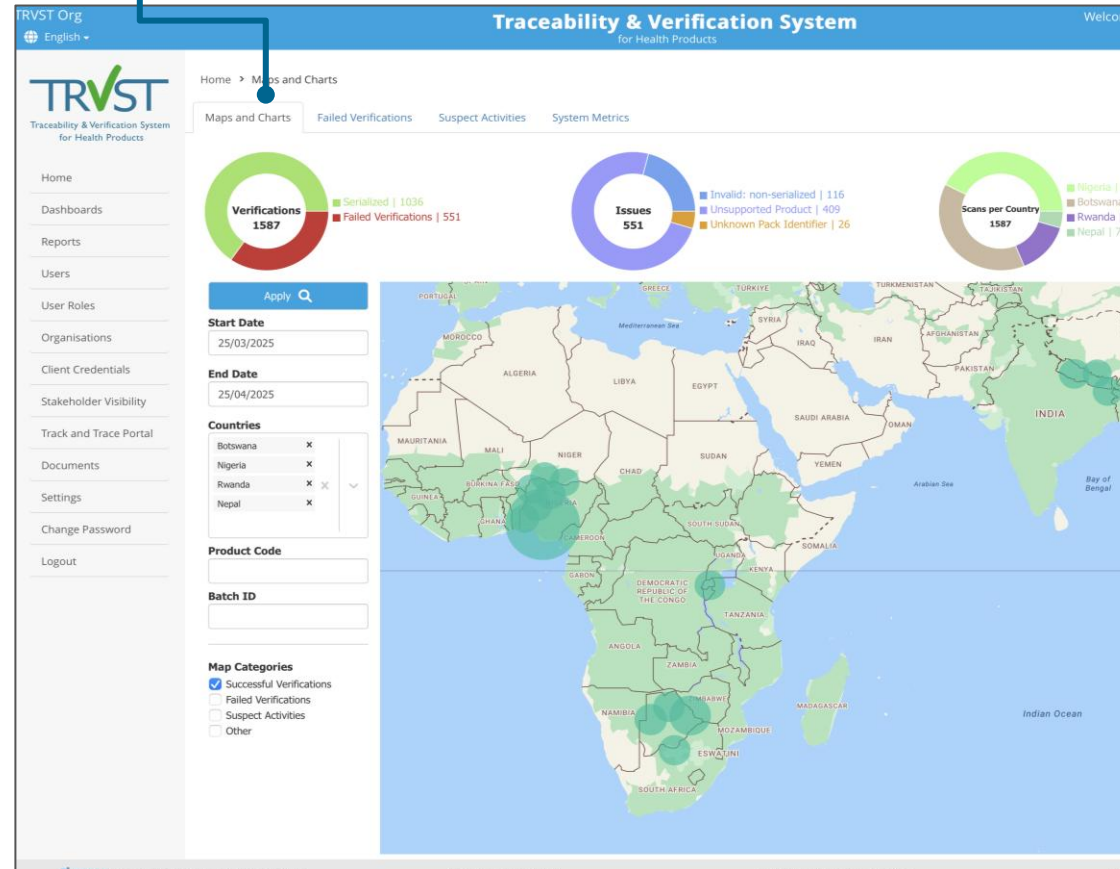 TRVST Org
Traceability & Verification System
for Health Products
English
TRVST
Traceability & Verification System
for Health Products
Home
Dashboards
Reports
Users
User Roles
Organisations
Client Credentials
Stakeholder Visibility
Track and Trace Portal
Documents
Settings
Change Password
Logout
Home > Maps and Charts
Maps and Charts
Failed Verifications
Suspect Activities
System Metrics
Verifications
1587
Serialized | 1036
Failed Verifications | 551
Issues
551
Invalid: non-serialized | 116
Unsupported Product | 409
Unknown Pack Identifier | 26
Scans per Country
1587
Nigeria |
Botswana
Rwanda
Nepal | 7
Apply
Start Date
25/03/2025
End Date
25/04/2025
Countries
Botswana ×
Nigeria ×
Rwanda ×
Nepal ×
Product Code
Batch ID
Map Categories
Successful Verifications
Failed Verifications
Suspect Activities
Other
PORTUGAL
GREECE
TÜRKIYE
TURKMENISTAN
TAJIKISTAN
Mediterranean Sea
SYRIA
MOROCCO
IRAQ
IRAN
AFGHANISTAN
PAKISTAN
ALGERIA
LIBYA
EGYPT
SAUDI ARABIA
OMAN
INDIA
MAURITANIA
MALI
NIGER
SUDAN
CHAD
YEMEN
Arabian Sea
Bay of
Bengal
BURKINA FASO
GUINEA
GHANA
CAMEROON
SOUTH SUDAN
SOMALIA
UGANDA
KENYA
GABON
DEMOCRATIC
REPUBLIC OF
THE CONGO
TANZANIA
ANGOLA
ZAMBIA
NAMIBIA
MADAGASCAR
MOZAMBIQUE
Indian Ocean
ESWATINI
SOUTH AFRICA